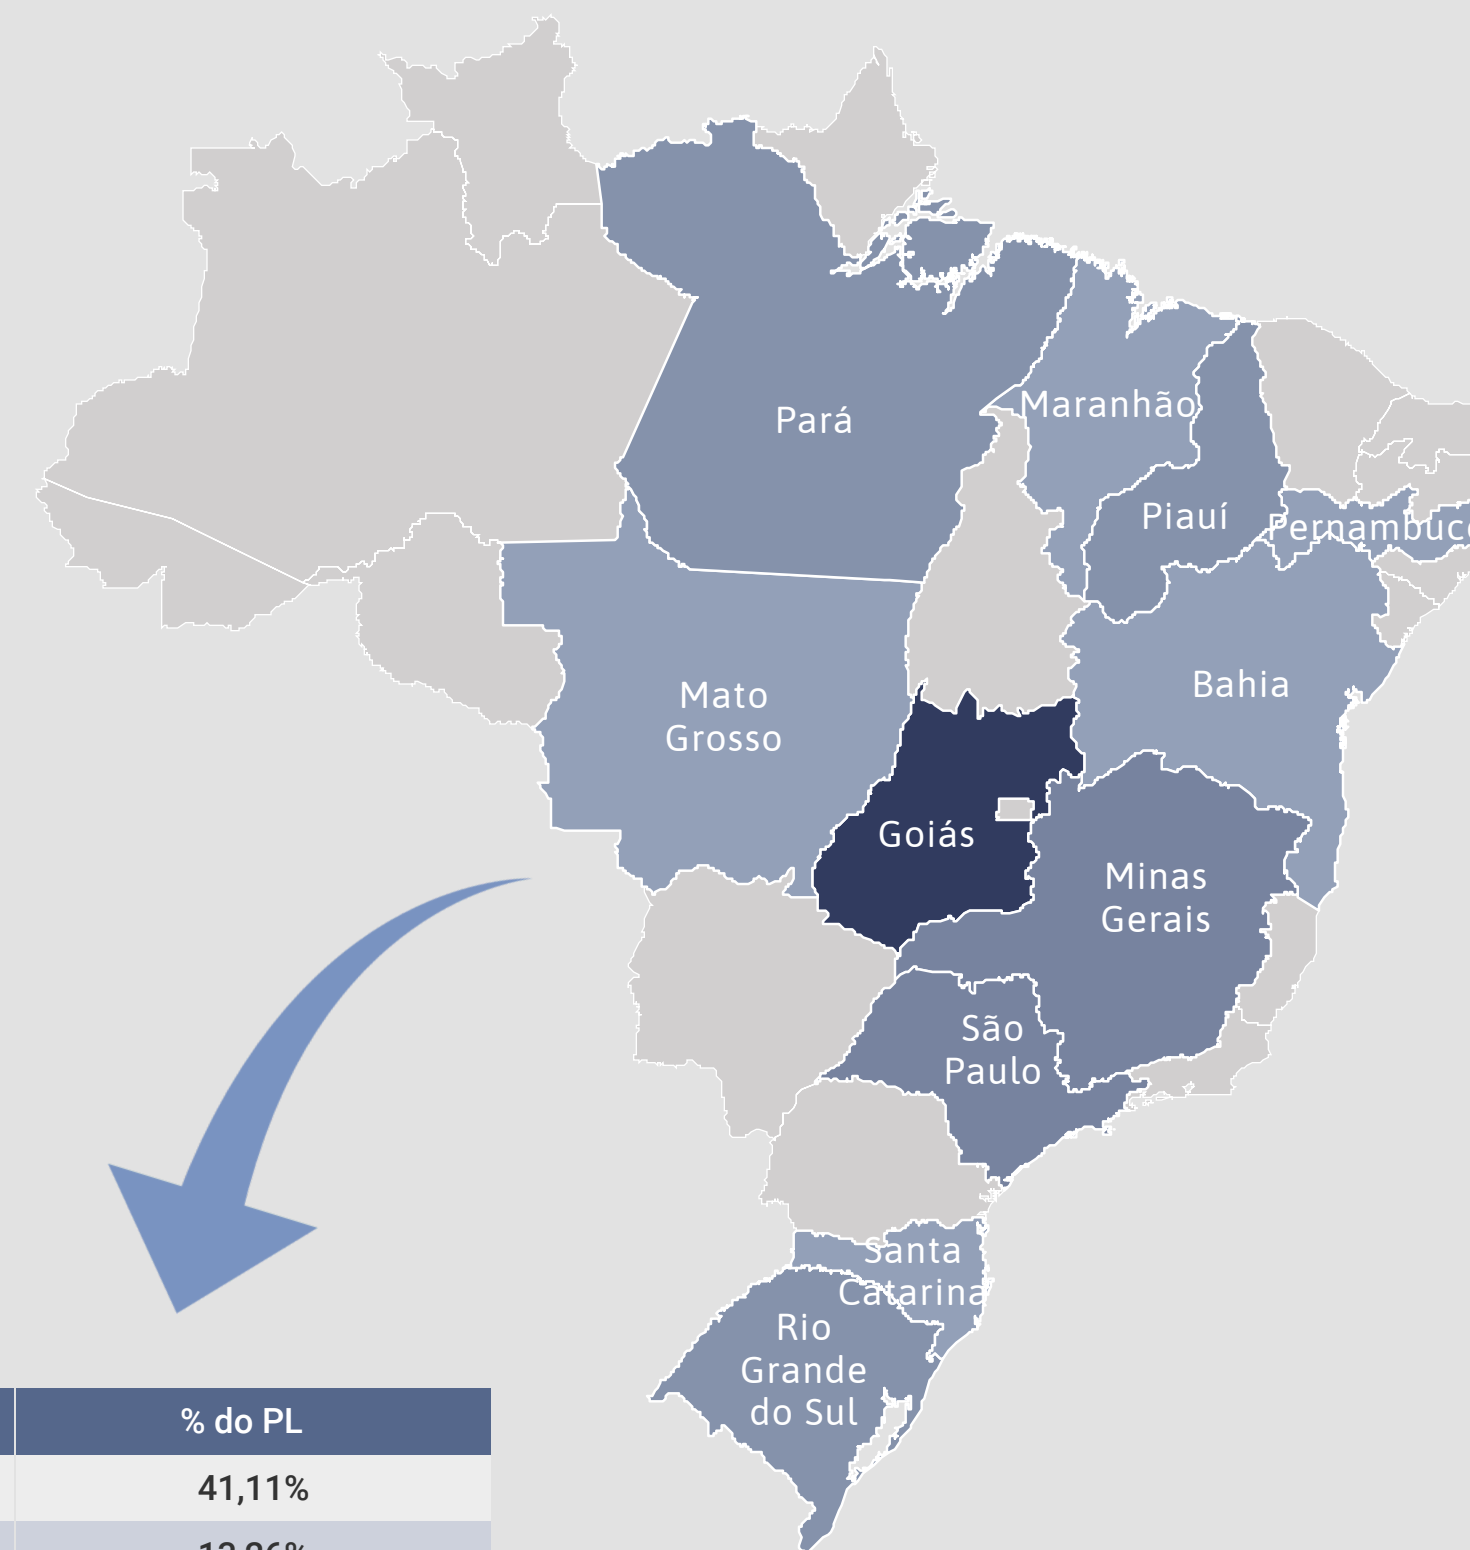 Pará
Maranhão
Piauí
Mato
Grosso
Bahia
Goiás
Minas
Gerais
São
Paulo
Santa
Catarina
Rio
Grande
do Sul
% do PL
41,11%